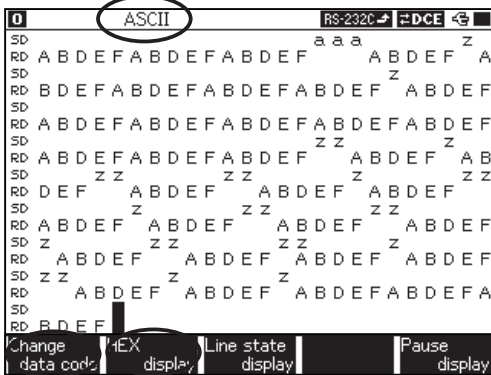 0 ASCII RS-232C DCE
SD a a a z
RD A B D E F A B D E F A B D E F A B D E F A
SD z
RD B D E F A B D E F A B D E F A B D E F A B D E F
SD
RD A B D E F A B D E F A B D E F A B D E F A B D E F
SD z z z
RD A B D E F A B D E F A B D E F A B D E F A B
SD z z z z z z z
RD D E F A B D E F A B D E F A B D E F
SD z z z z z
RD A B D E F A B D E F A B D E F A B D E F
SD z z z z z z
RD A B D E F A B D E F A B D E F A B D E F
SD z z z z
RD A B D E F A B D E F A B D E F A B D E F A
SD
RD B D E F
Change data code
HEX display
Line state display
Pause display